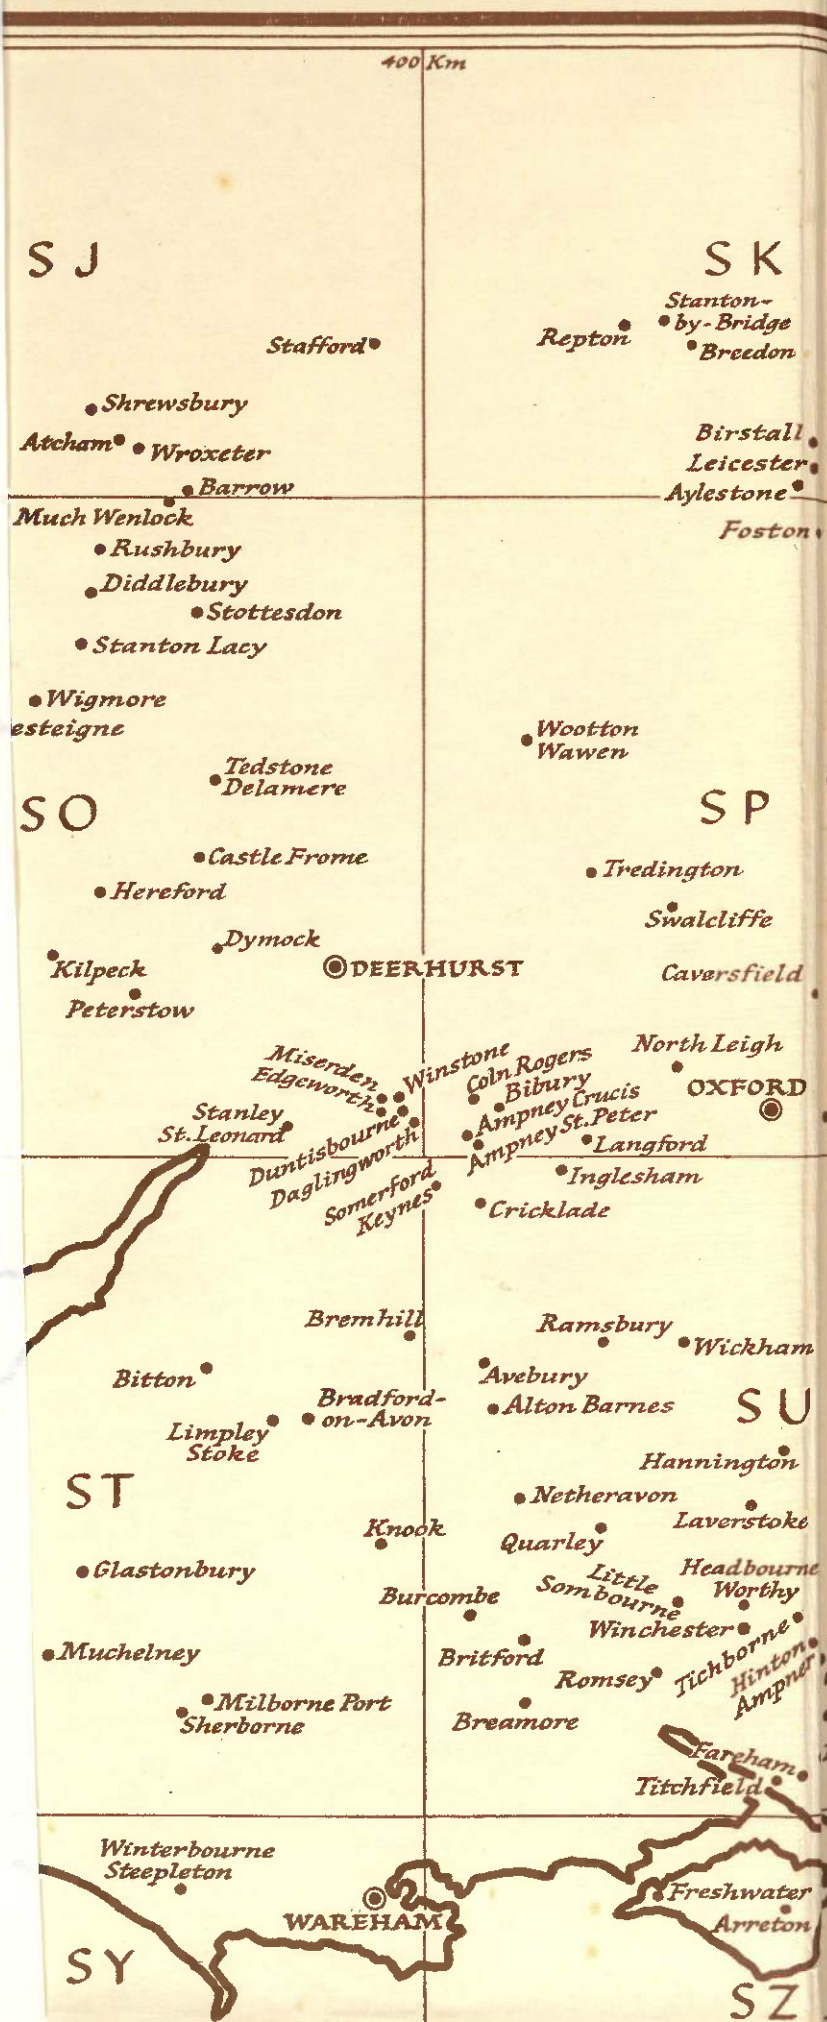 400 Km
SJ
SK
Stanton-
by-Bridge
Repton
Breedon
Stafford
Shrewsbury
Atcham
Wroxeter
Birstall
Leicester
Barrow
Aylestone
Much Wenlock
Foston
Rushbury
Diddlebury
Stottesdon
Stanton Lacy
Wigmore
esteigne
Wootton
Wawen
Tedstone
Delamere
SO
SP
Castle Frome
Tredington
Hereford
Swalcliffe
Dymock
Kilpeck
DEERHURST
Caversfield
Peterstow
Miserden
Edgeworth
Winstone
Coln Rogers
Bibury
North Leigh
OXFORD
Stanley
St. Leonard
Ampney Crucis
Ampney St. Peter
Duntisbourne
Daglingworth
Langford
Inglesham
Somerford
Keynes
Cricklade
Bremhill
Ramsbury
Wickham
Bitton
Avebury
Bradford-
on-Avon
Alton Barnes
SU
Limpley
Stoke
Hannington
ST
Netheravon
Laverstoke
Knook
Quarley
Glastonbury
Little
Sombourne
Headbourne
Worthy
Burcombe
Winchester
Muchelney
Britford
Tichborne
Hinton
Ampner
Romsey
Milborne Port
Sherborne
Breamore
Fareham
Titchfield
Winterbourne
Steepleton
WAREHAM
Freshwater
Arreton
SY
SZ